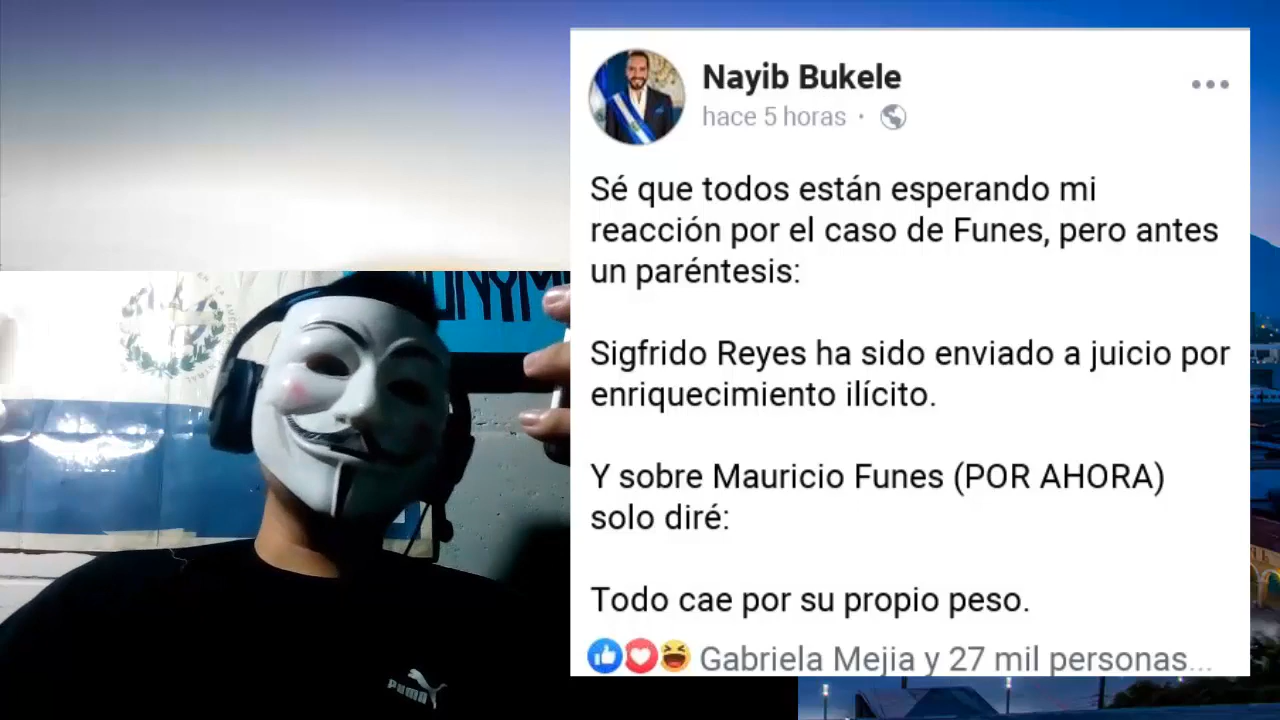 Nayib Bukele
hace 5 horas ·
Sé que todos están esperando mi
reacción por el caso de Funes, pero antes
un paréntesis:
Sigfrido Reyes ha sido enviado a juicio por
enriquecimiento ilícito.
Y sobre Mauricio Funes (POR AHORA)
solo diré:
Todo cae por su propio peso.
Gabriela Mejia y 27 mil personas...
PUMA